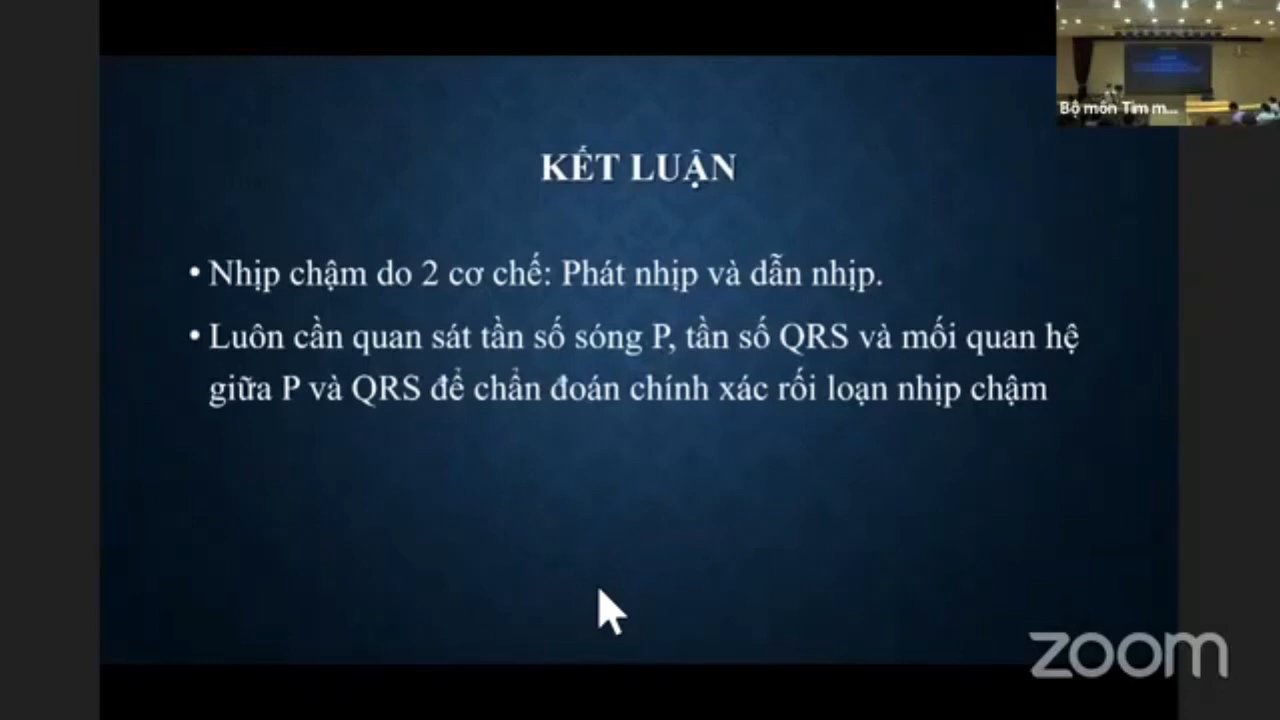 Bộ môn Tim m...
KẾT LUẬN
• Nhịp chậm do 2 cơ chế: Phát nhịp và dẫn nhịp.
• Luôn cần quan sát tần số sóng P, tần số QRS và mối quan hệ
giữa P và QRS để chẩn đoán chính xác rối loạn nhịp chậm
zoom